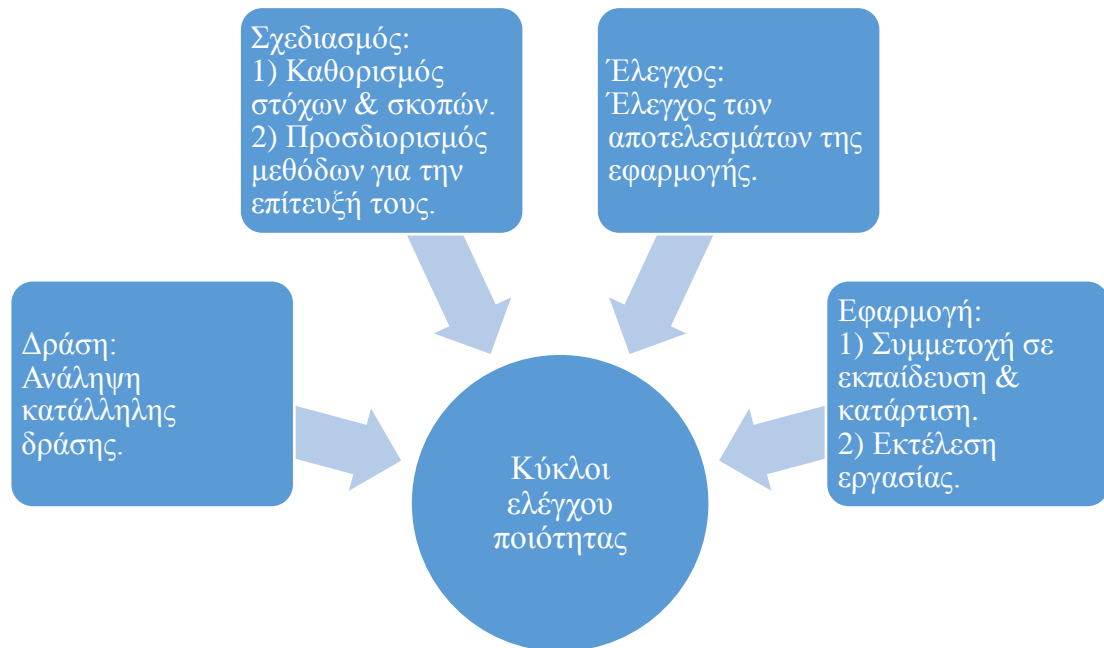 Σχεδιασμός:
1) Καθορισμός
στόχων & σκοπών.
2) Προσδιορισμός
μεθόδων για την
επίτευξή τους.
Έλεγχος:
Έλεγχος των
αποτελεσμάτων της
εφαρμογής.
Δράση:
Ανάληψη
κατάλληλης
δράσης.
Εφαρμογή:
1) Συμμετοχή σε
εκπαίδευση &
κατάρτιση.
2) Εκτέλεση
εργασίας.
Κύκλοι
ελέγχου
ποιότητας